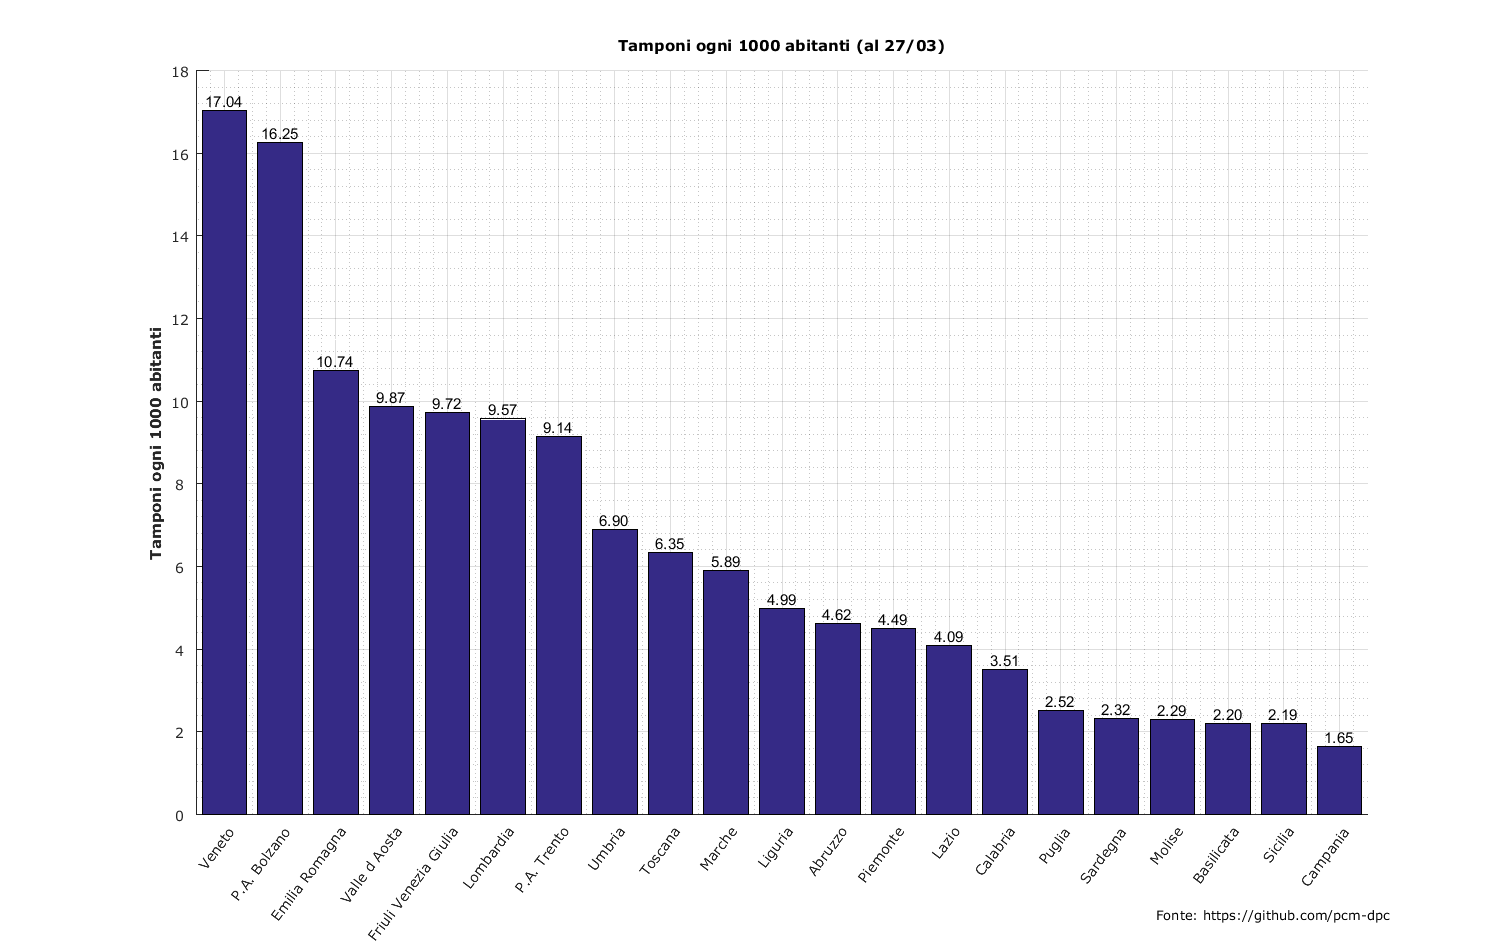 Tamponi ogni 1000 abitanti (al 27/03)
Tamponi ogni 1000 abitanti
18
16
14
12
10
8
6
4
2
0
17.04
16.25
10.74
9.87
9.72
9.57
9.14
6.90
6.35
5.89
4.99
4.62
4.49
4.09
3.51
2.52
2.32
2.29
2.20
2.19
1.65
Veneto
P.A. Bolzano
Emilia Romagna
Valle d Aosta
Friuli Venezia Giulia
Lombardia
P.A. Trento
Umbria
Toscana
Marche
Liguria
Abruzzo
Piemonte
Lazio
Calabria
Puglia
Sardegna
Molise
Basilicata
Sicilia
Campania
Fonte: https://github.com/pcm-dpc